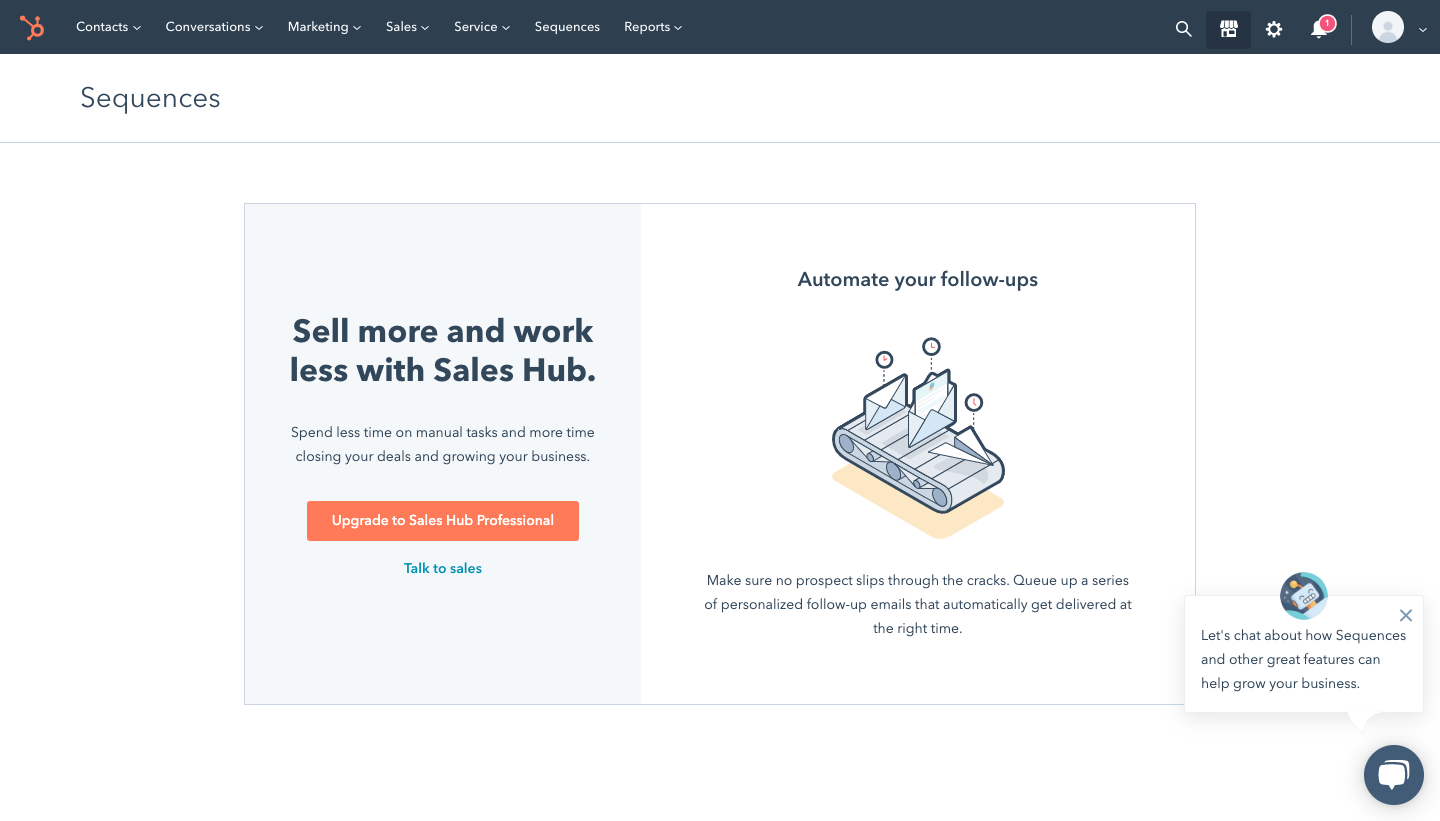 Contacts Conversations Marketing Sales Service Sequences Reports 1
Sequences
Sell more and work
less with Sales Hub.
Spend less time on manual tasks and more time
closing your deals and growing your business.
Upgrade to Sales Hub Professional
Talk to sales
Automate your follow-ups
Make sure no prospect slips through the cracks. Queue up a series
of personalized follow-up emails that automatically get delivered at
the right time.
Let's chat about how Sequences
and other great features can
help grow your business.